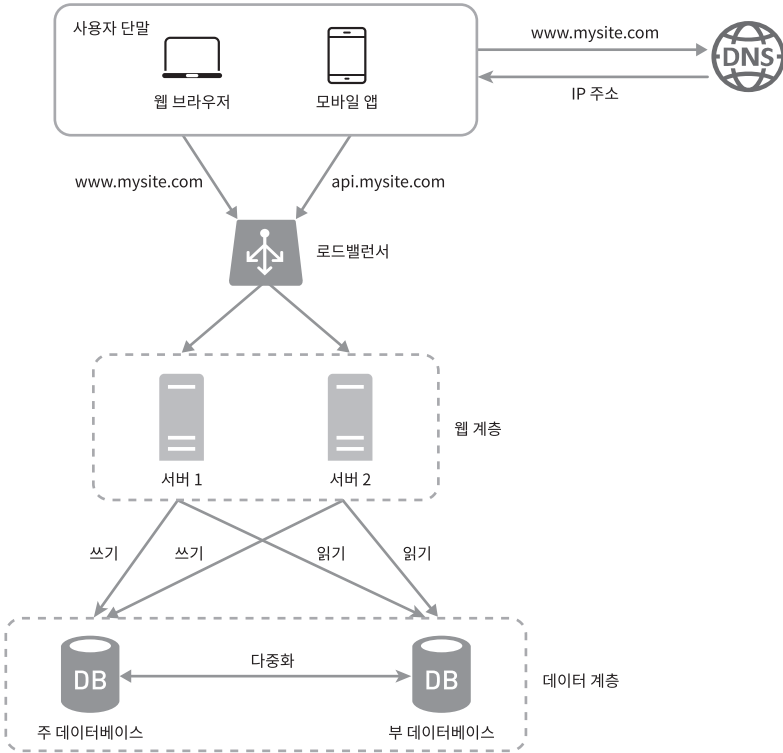 사용자 단말
www.mysite.com
DNS
IP 주소
웹 브라우저
모바일 앱
www.mysite.com
api.mysite.com
로드밸런서
웹 계층
서버 1
서버 2
쓰기
쓰기
읽기
읽기
다중화
DB
DB
데이터 계층
주 데이터베이스
부 데이터베이스